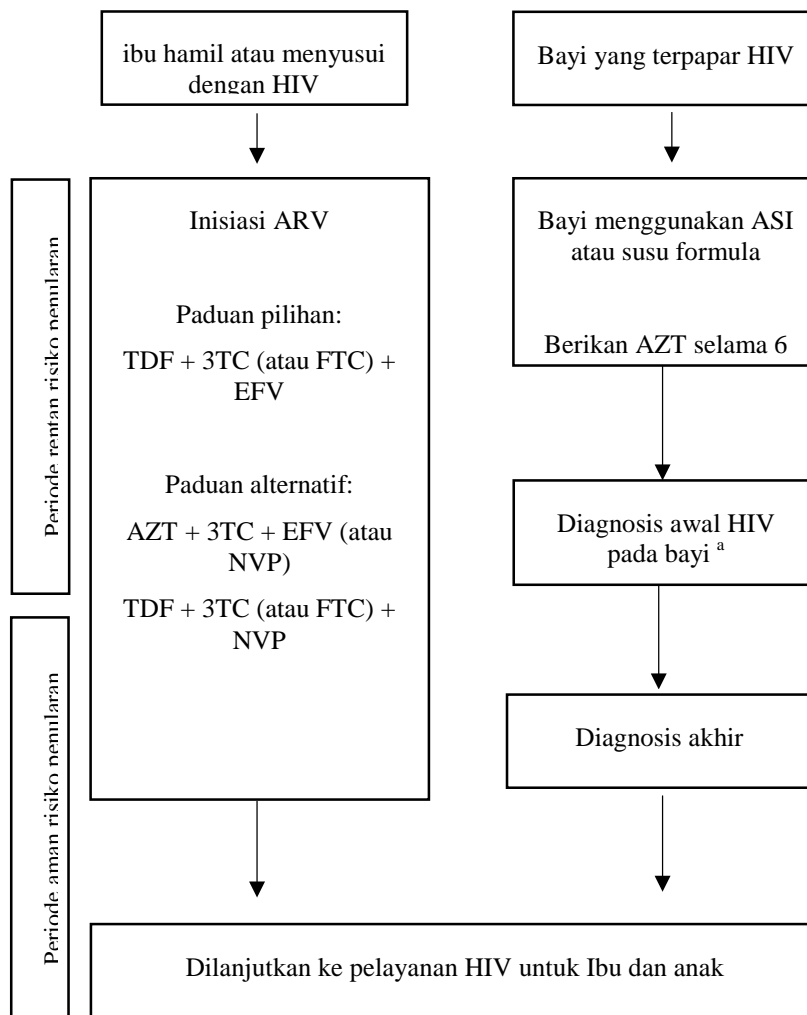 ibu hamil atau menyusui
dengan HIV
Bayi yang terpapar HIV
Periode rentan risiko penularan
Inisiasi ARV
Paduan pilihan:
TDF + 3TC (atau FTC) +
EFV
Paduan alternatif:
AZT + 3TC + EFV (atau
NVP)
TDF + 3TC (atau FTC) +
NVP
Bayi menggunakan ASI
atau susu formula
Berikan AZT selama 6
Diagnosis awal HIV
pada bayi a
Periode aman risiko penularan
Diagnosis akhir
Dilanjutkan ke pelayanan HIV untuk Ibu dan anak